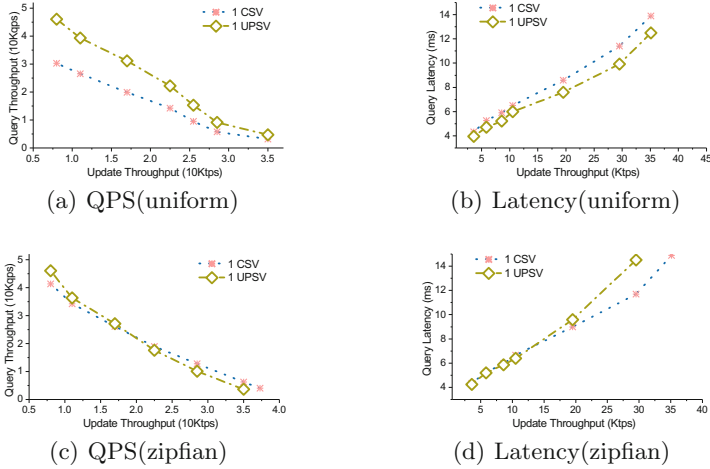 5
4
3
2
1
0
Query Throughput (10Kqps)
1 CSV
1 UPSV
0.5 1.0 1.5 2.0 2.5 3.0 3.5
Update Throughput (10Ktps)
(a) QPS(uniform)
14
12
10
8
6
4
Query Latency (ms)
1 CSV
1 UPSV
5 10 15 20 25 30 35 40 45
Update Throughput (Ktps)
(b) Latency(uniform)
5
4
3
2
1
0
Query Throughput (10Kqps)
1 CSV
1 UPSV
0.5 1.0 1.5 2.0 2.5 3.0 3.5 4.0
Update Throughput (10Ktps)
(c) QPS(zipfian)
14
12
10
8
6
4
Query Latency (ms)
1 CSV
1 UPSV
5 10 15 20 25 30 35 40
Update Throughput (Ktps)
(d) Latency(zipfian)